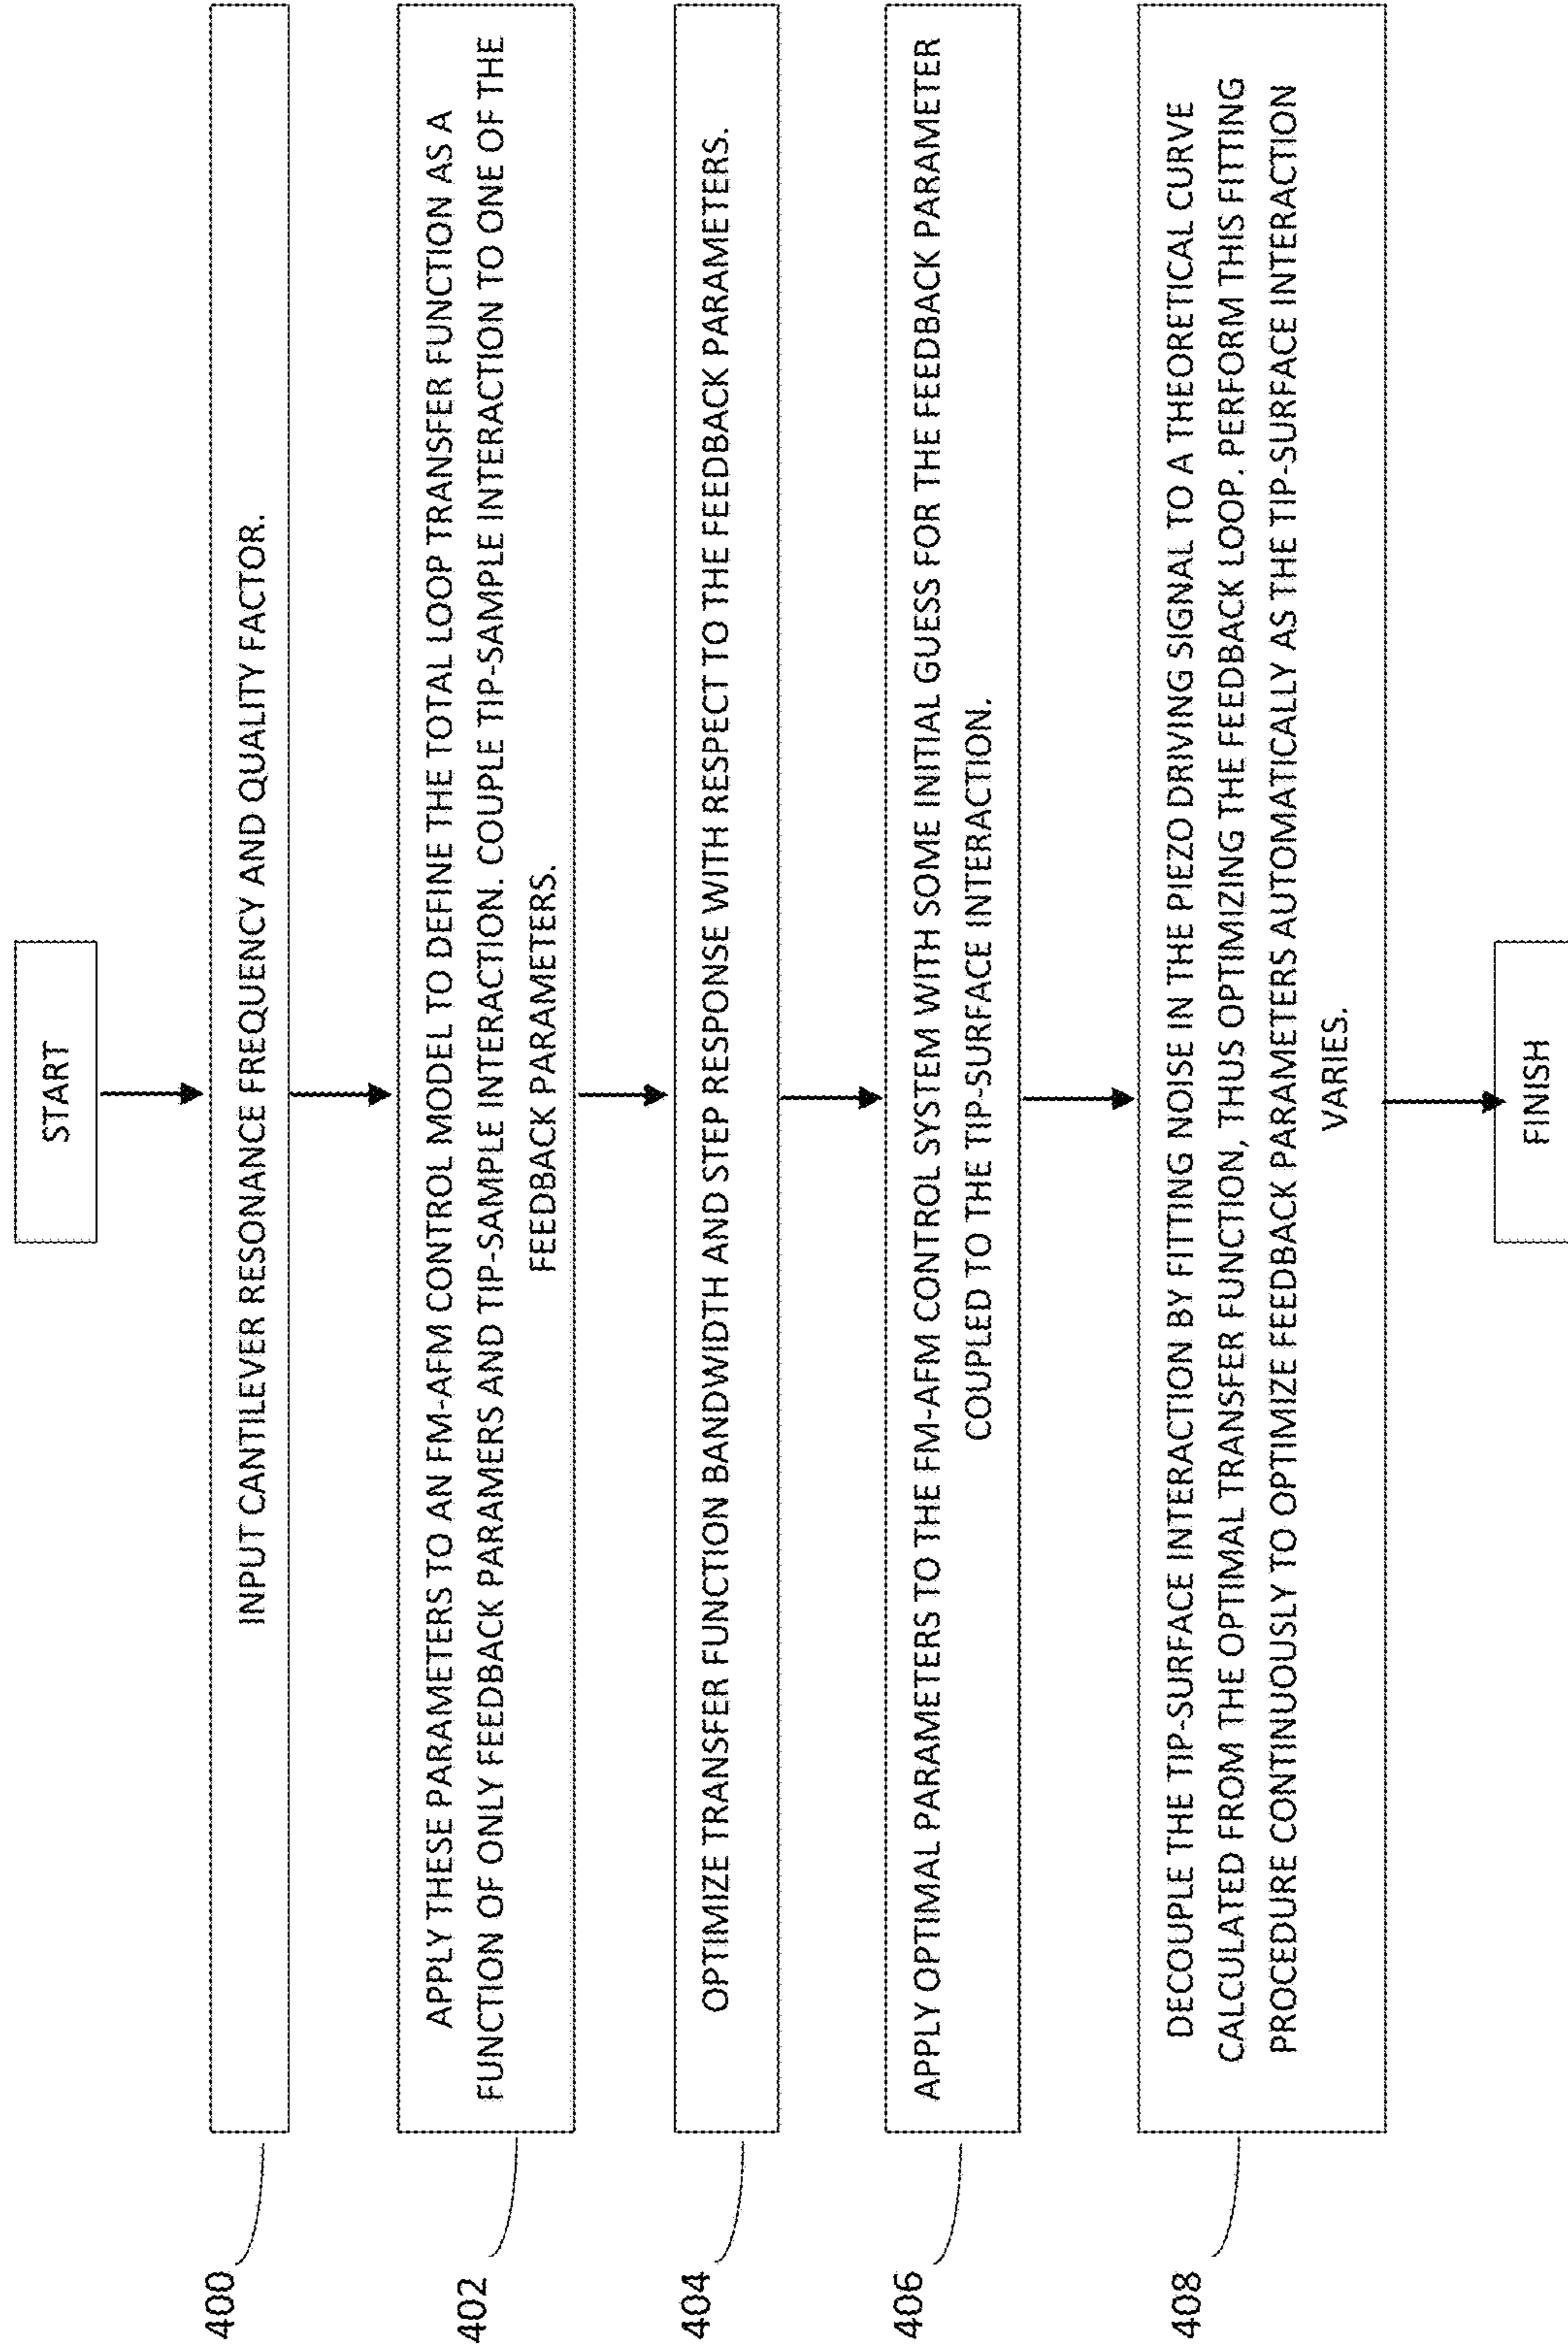 START
400
INPUT CANTILEVER RESONANCE FREQUENCY AND QUALITY FACTOR.
402
APPLY THESE PARAMETERS TO AN FM-AFM CONTROL MODEL TO DEFINE THE TOTAL LOOP TRANSFER FUNCTION AS A
FUNCTION OF ONLY FEEDBACK PARAMERS AND TIP-SAMPLE INTERACTION. COUPLE TIP-SAMPLE INTERACTION TO ONE OF THE
FEEDBACK PARAMETERS.
404
OPTIMIZE TRANSFER FUNCTION BANDWIDTH AND STEP RESPONSE WITH RESPECT TO THE FEEDBACK PARAMETERS.
406
APPLY OPTIMAL PARAMETERS TO THE FM-AFM CONTROL SYSTEM WITH SOME INITIAL GUESS FOR THE FEEDBACK PARAMETER
COUPLED TO THE TIP-SURFACE INTERACTION.
408
DECOUPLE THE TIP-SURFACE INTERACTION BY FITTING NOISE IN THE PIEZO DRIVING SIGNAL TO A THEORETICAL CURVE
CALCULATED FROM THE OPTIMAL TRANSFER FUNCTION, THUS OPTIMIZING THE FEEDBACK LOOP. PERFORM THIS FITTING
PROCEDURE CONTINUOUSLY TO OPTIMIZE FEEDBACK PARAMETERS AUTOMATICALLY AS THE TIP-SURFACE INTERACTION
VARIES.
FINISH